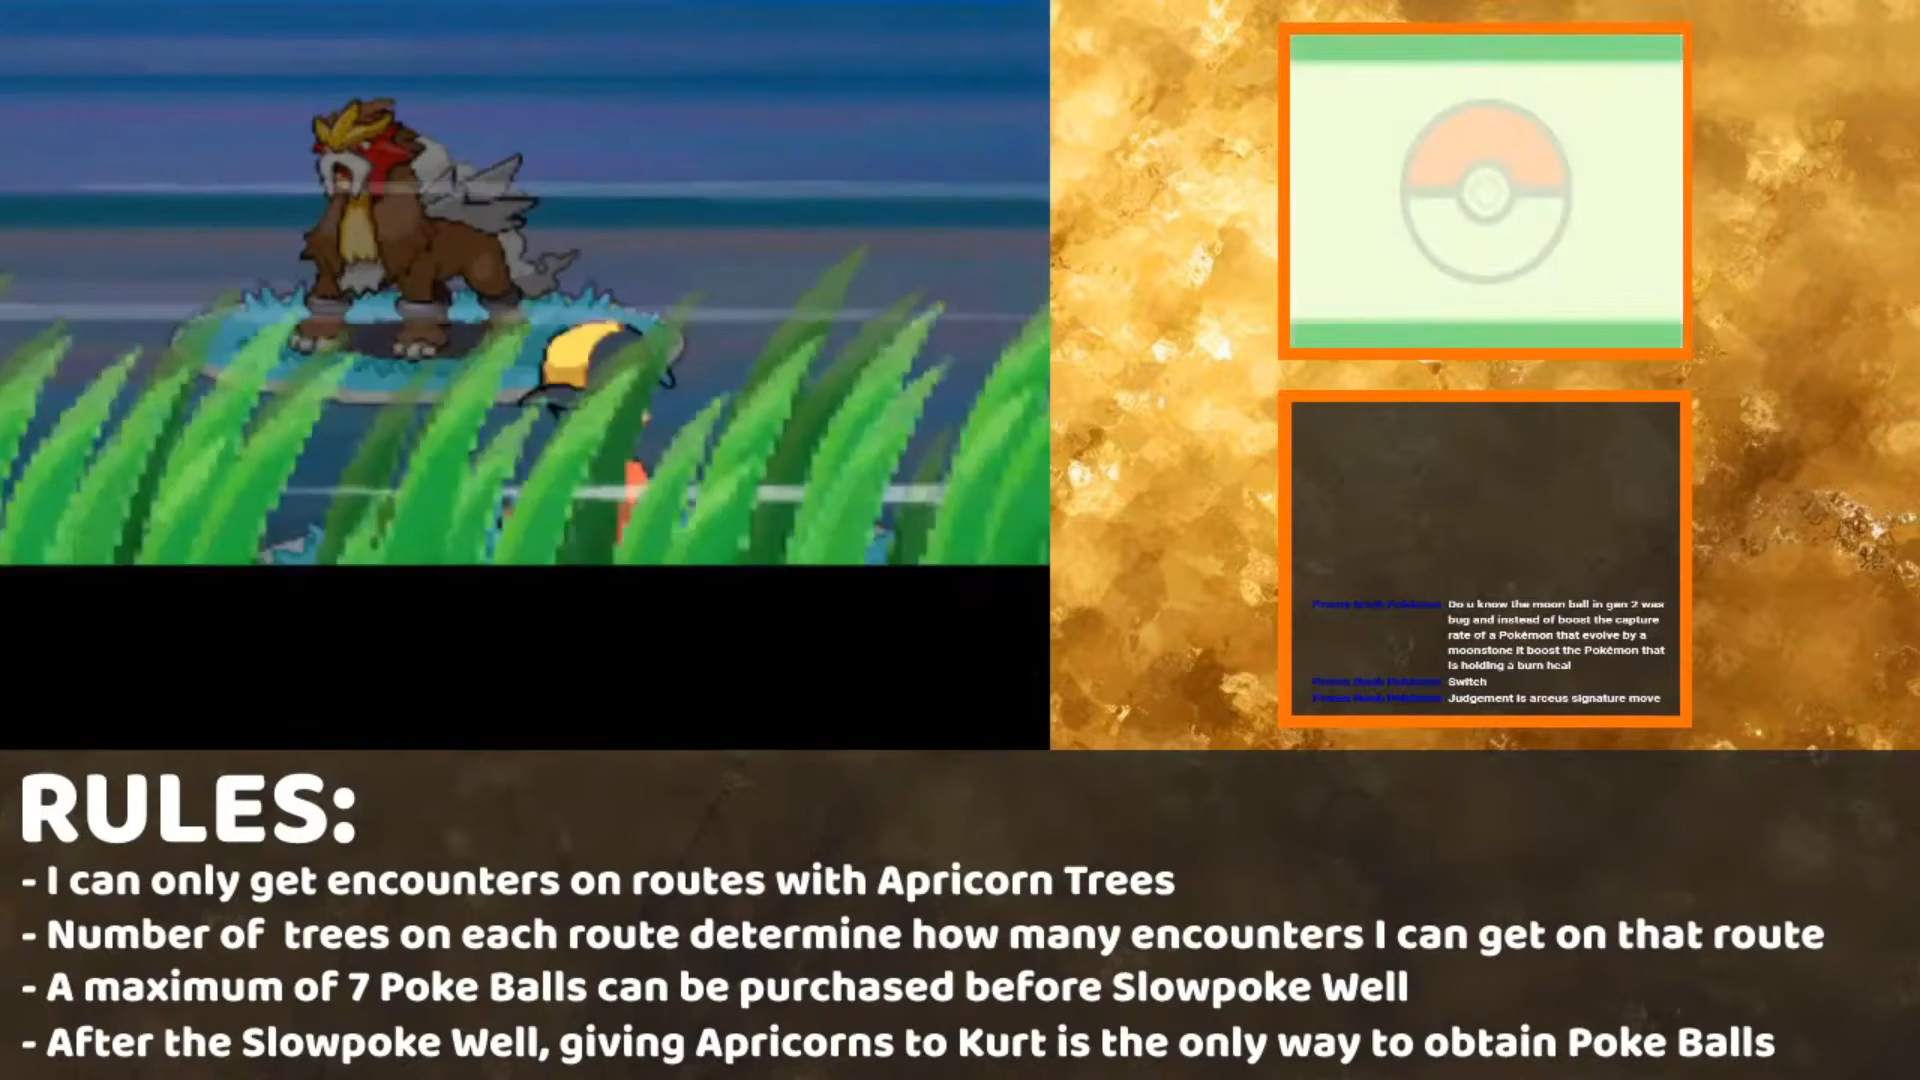 Do u know the moon ball in gen 2 was
bug and instead of boost the capture
rate of a Pokémon that evolve by a
moonstone it boost the Pokémon that
is holding a burn heal
Switch
Judgement is arceus signature move
RULES:
- I can only get encounters on routes with Apricorn Trees
- Number of trees on each route determine how many encounters I can get on that route
- A maximum of 7 Poke Balls can be purchased before Slowpoke Well
- After the Slowpoke Well, giving Apricorns to Kurt is the only way to obtain Poke Balls